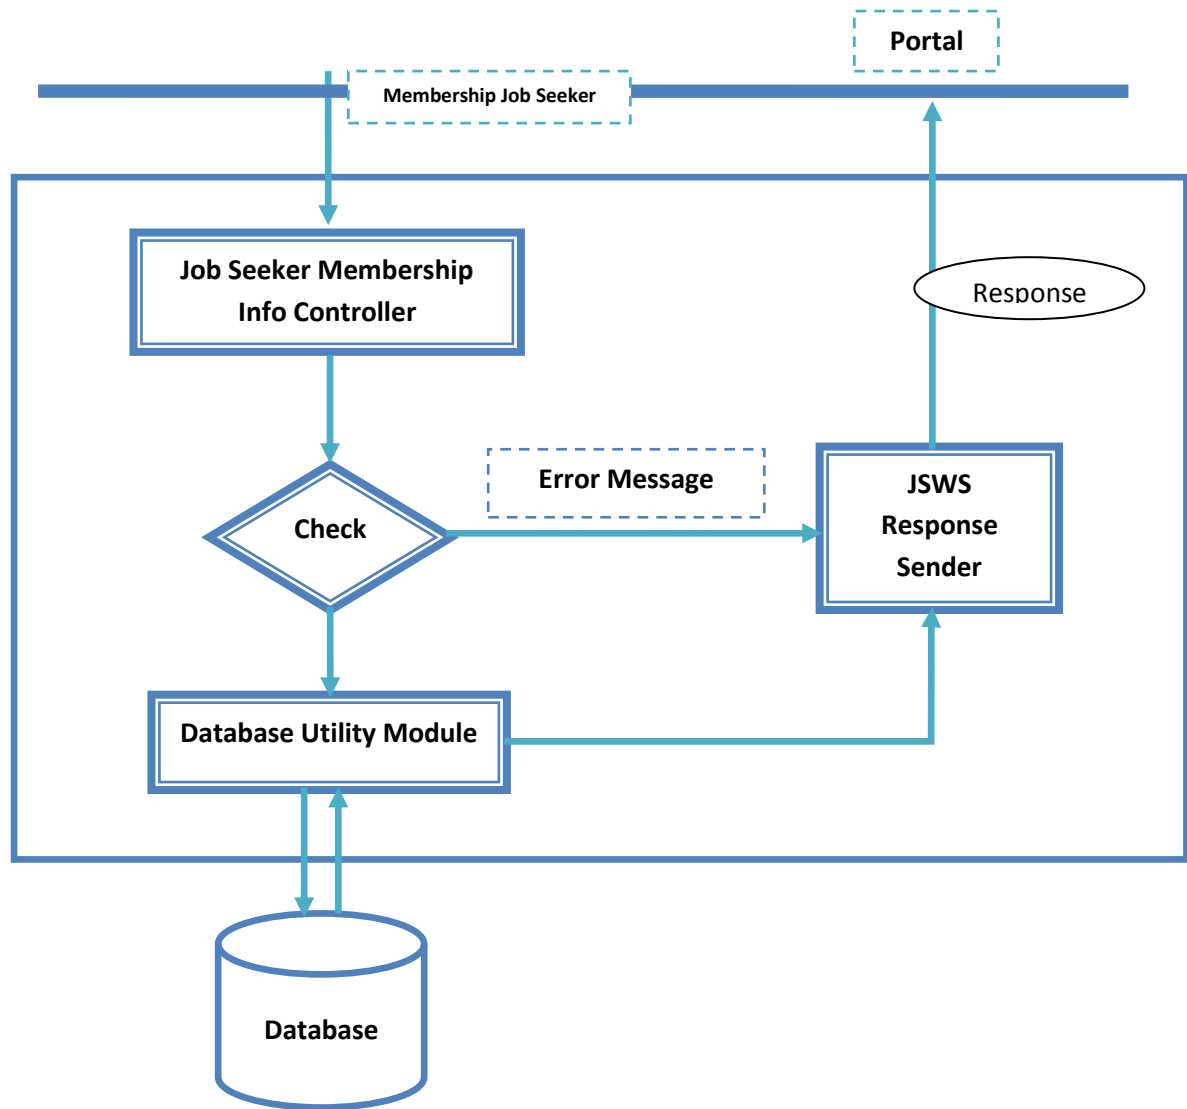 Portal
Membership Job Seeker
Job Seeker Membership
Info Controller
Response
Error Message
JSWS
Response
Sender
Check
Database Utility Module
Database